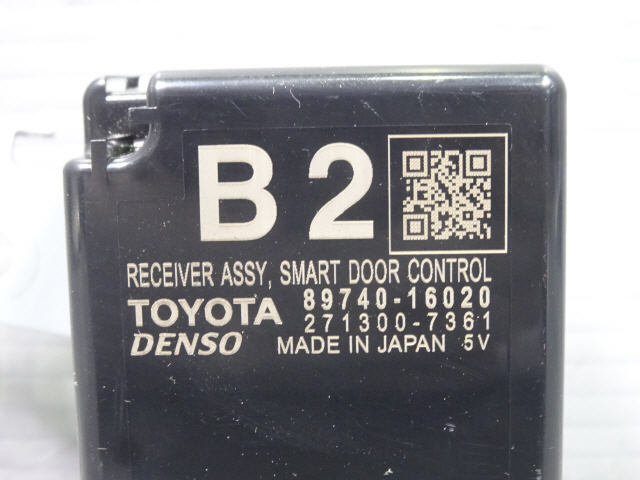 B2
RECEIVER ASSY, SMART DOOR CONTROL
TOYOTA 89740-16020
271300-7361
DENSO MADE IN JAPAN 5V